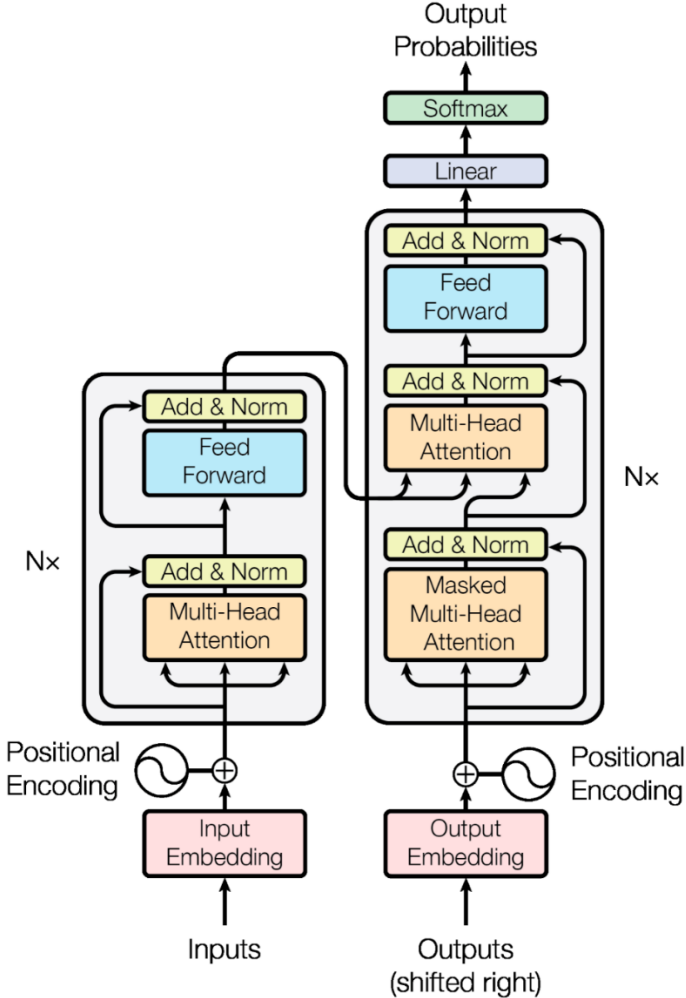 Output
Probabilities
Softmax
Linear
Add & Norm
Feed
Forward
Add & Norm
Multi-Head
Attention
Add & Norm
Masked
Multi-Head
Attention
Nx
Add & Norm
Feed
Forward
Add & Norm
Multi-Head
Attention
Nx
Positional
Encoding
Positional
Encoding
Input
Embedding
Output
Embedding
Inputs
Outputs
(shifted right)